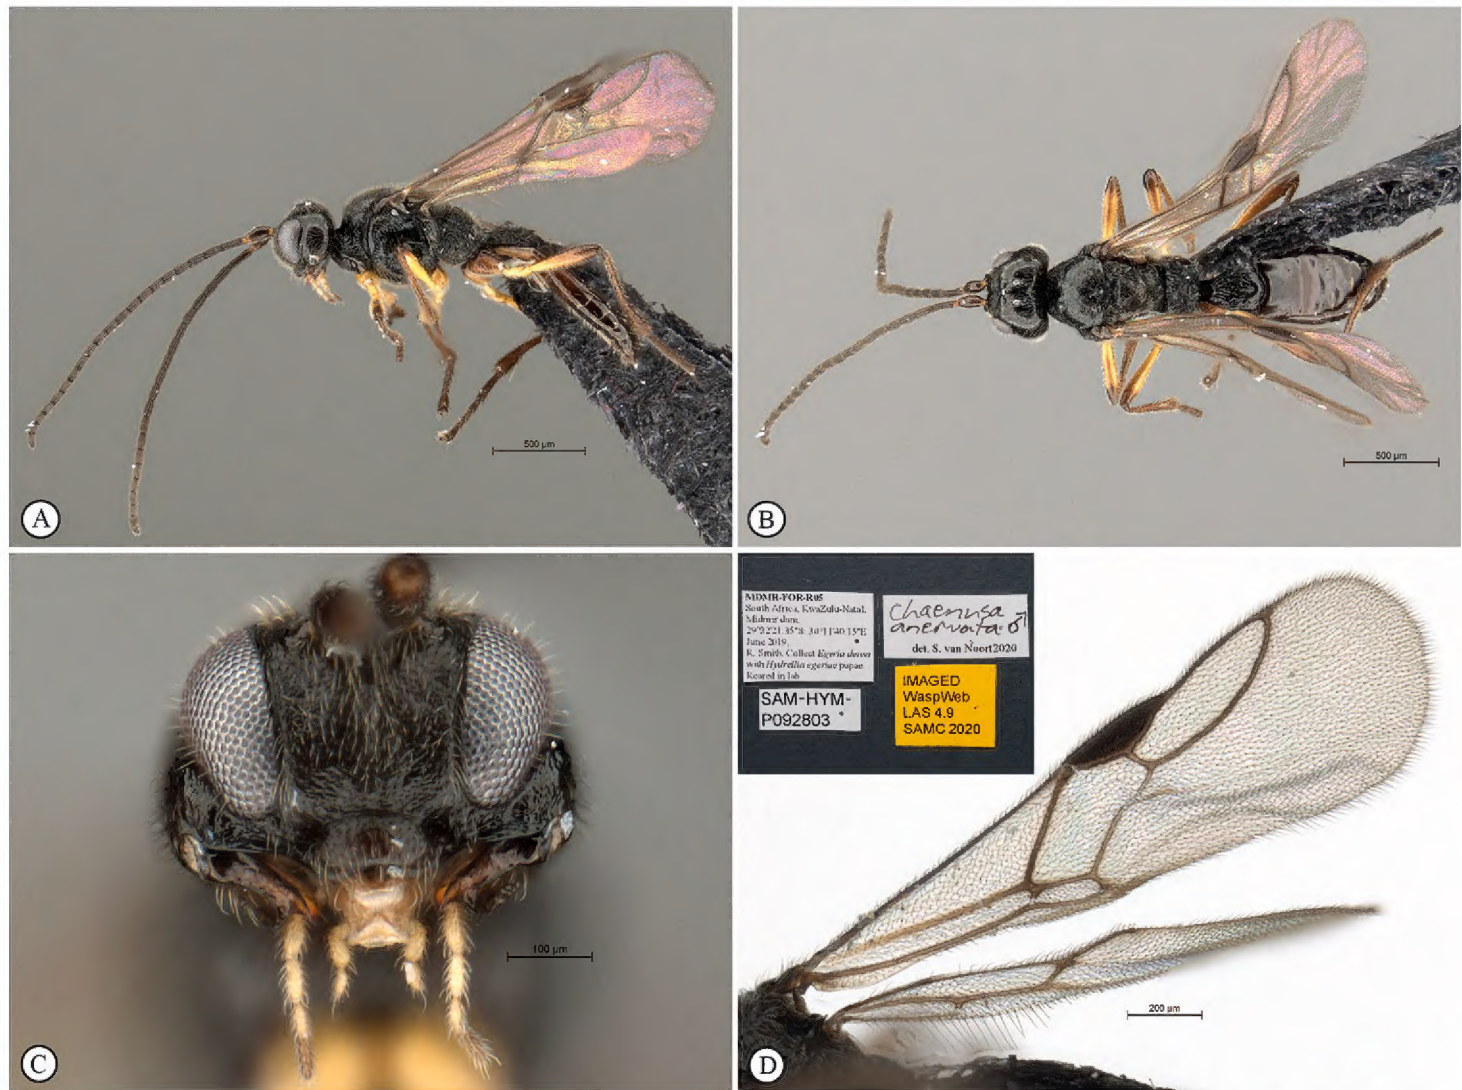 500 µm
A
500 µm
B
100 µm
C
MDMR-FOR-R05
South Africa, KwaZulu-Natal,
Midmar dam,
June 2019,
R. Smith, Collect Egeria densa
with Hydrellia egeriae pupae
Reared in lab
SAM-HYM-
P092803
Chaenusa
anervata ♂
det. S. van Noort 2020
IMAGED
WaspWeb
LAS 4.9
SAMC 2020
200 µm
D